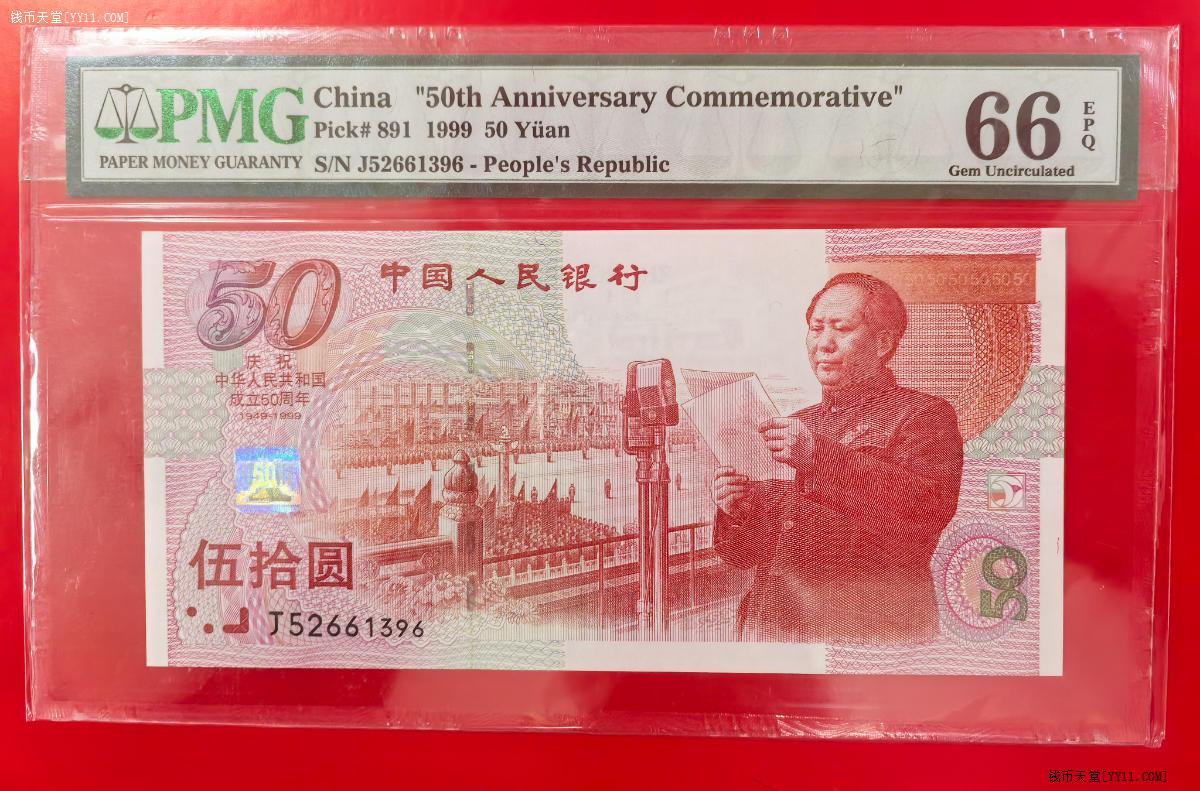 钱币天堂[YY11.COM]
PMG
PAPER MONEY GUARANTY
China "50th Anniversary Commemorative"
Pick# 891 1999 50 Yüan
S/N J52661396 - People's Republic
66
EPQ
Gem Uncirculated
50
中国人民银行
庆祝
中华人民共和国
成立50周年
1949-1999
50
伍拾圆
J52661396
50505050505
50
钱币天堂[YY11.COM]